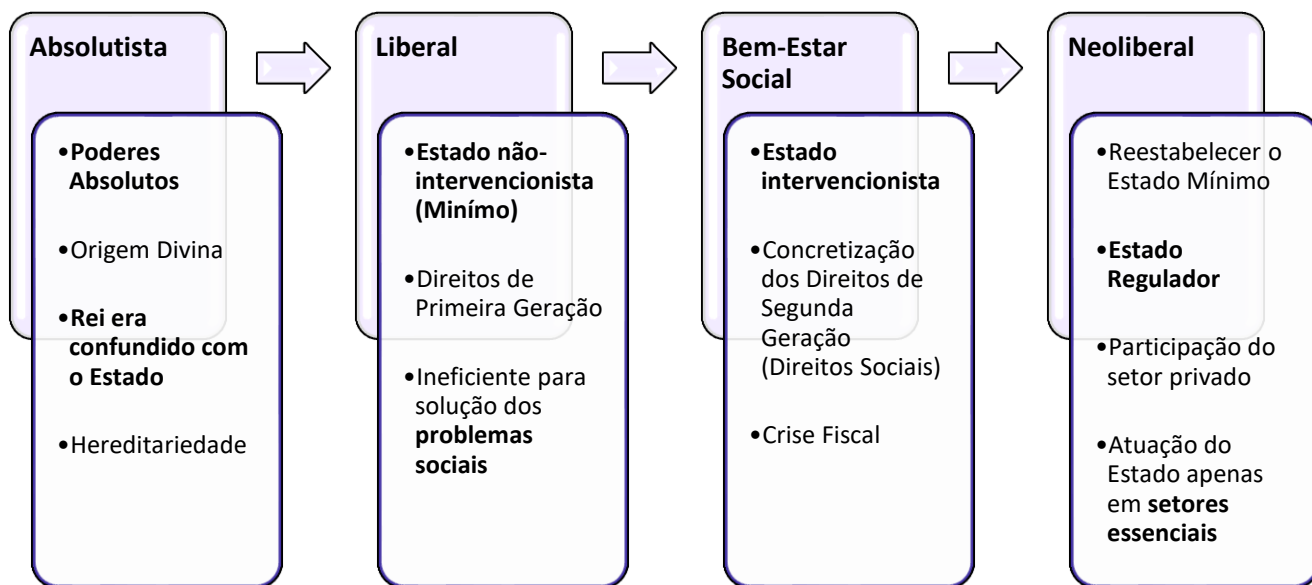 Absolutista
•Poderes
Absolutos
•Origem Divina
•Rei era
confundido com
o Estado
•Hereditariedade
Liberal
•Estado não-
intervencionista
(Minímo)
•Direitos de
Primeira Geração
•Ineficiente para
solução dos
problemas
sociais
Bem-Estar
Social
•Estado
intervencionista
•Concretização
dos Direitos de
Segunda
Geração
(Direitos Sociais)
•Crise Fiscal
Neoliberal
•Reestabelecer o
Estado Mínimo
•Estado
Regulador
•Participação do
setor privado
•Atuação do
Estado apenas
em setores
essenciais